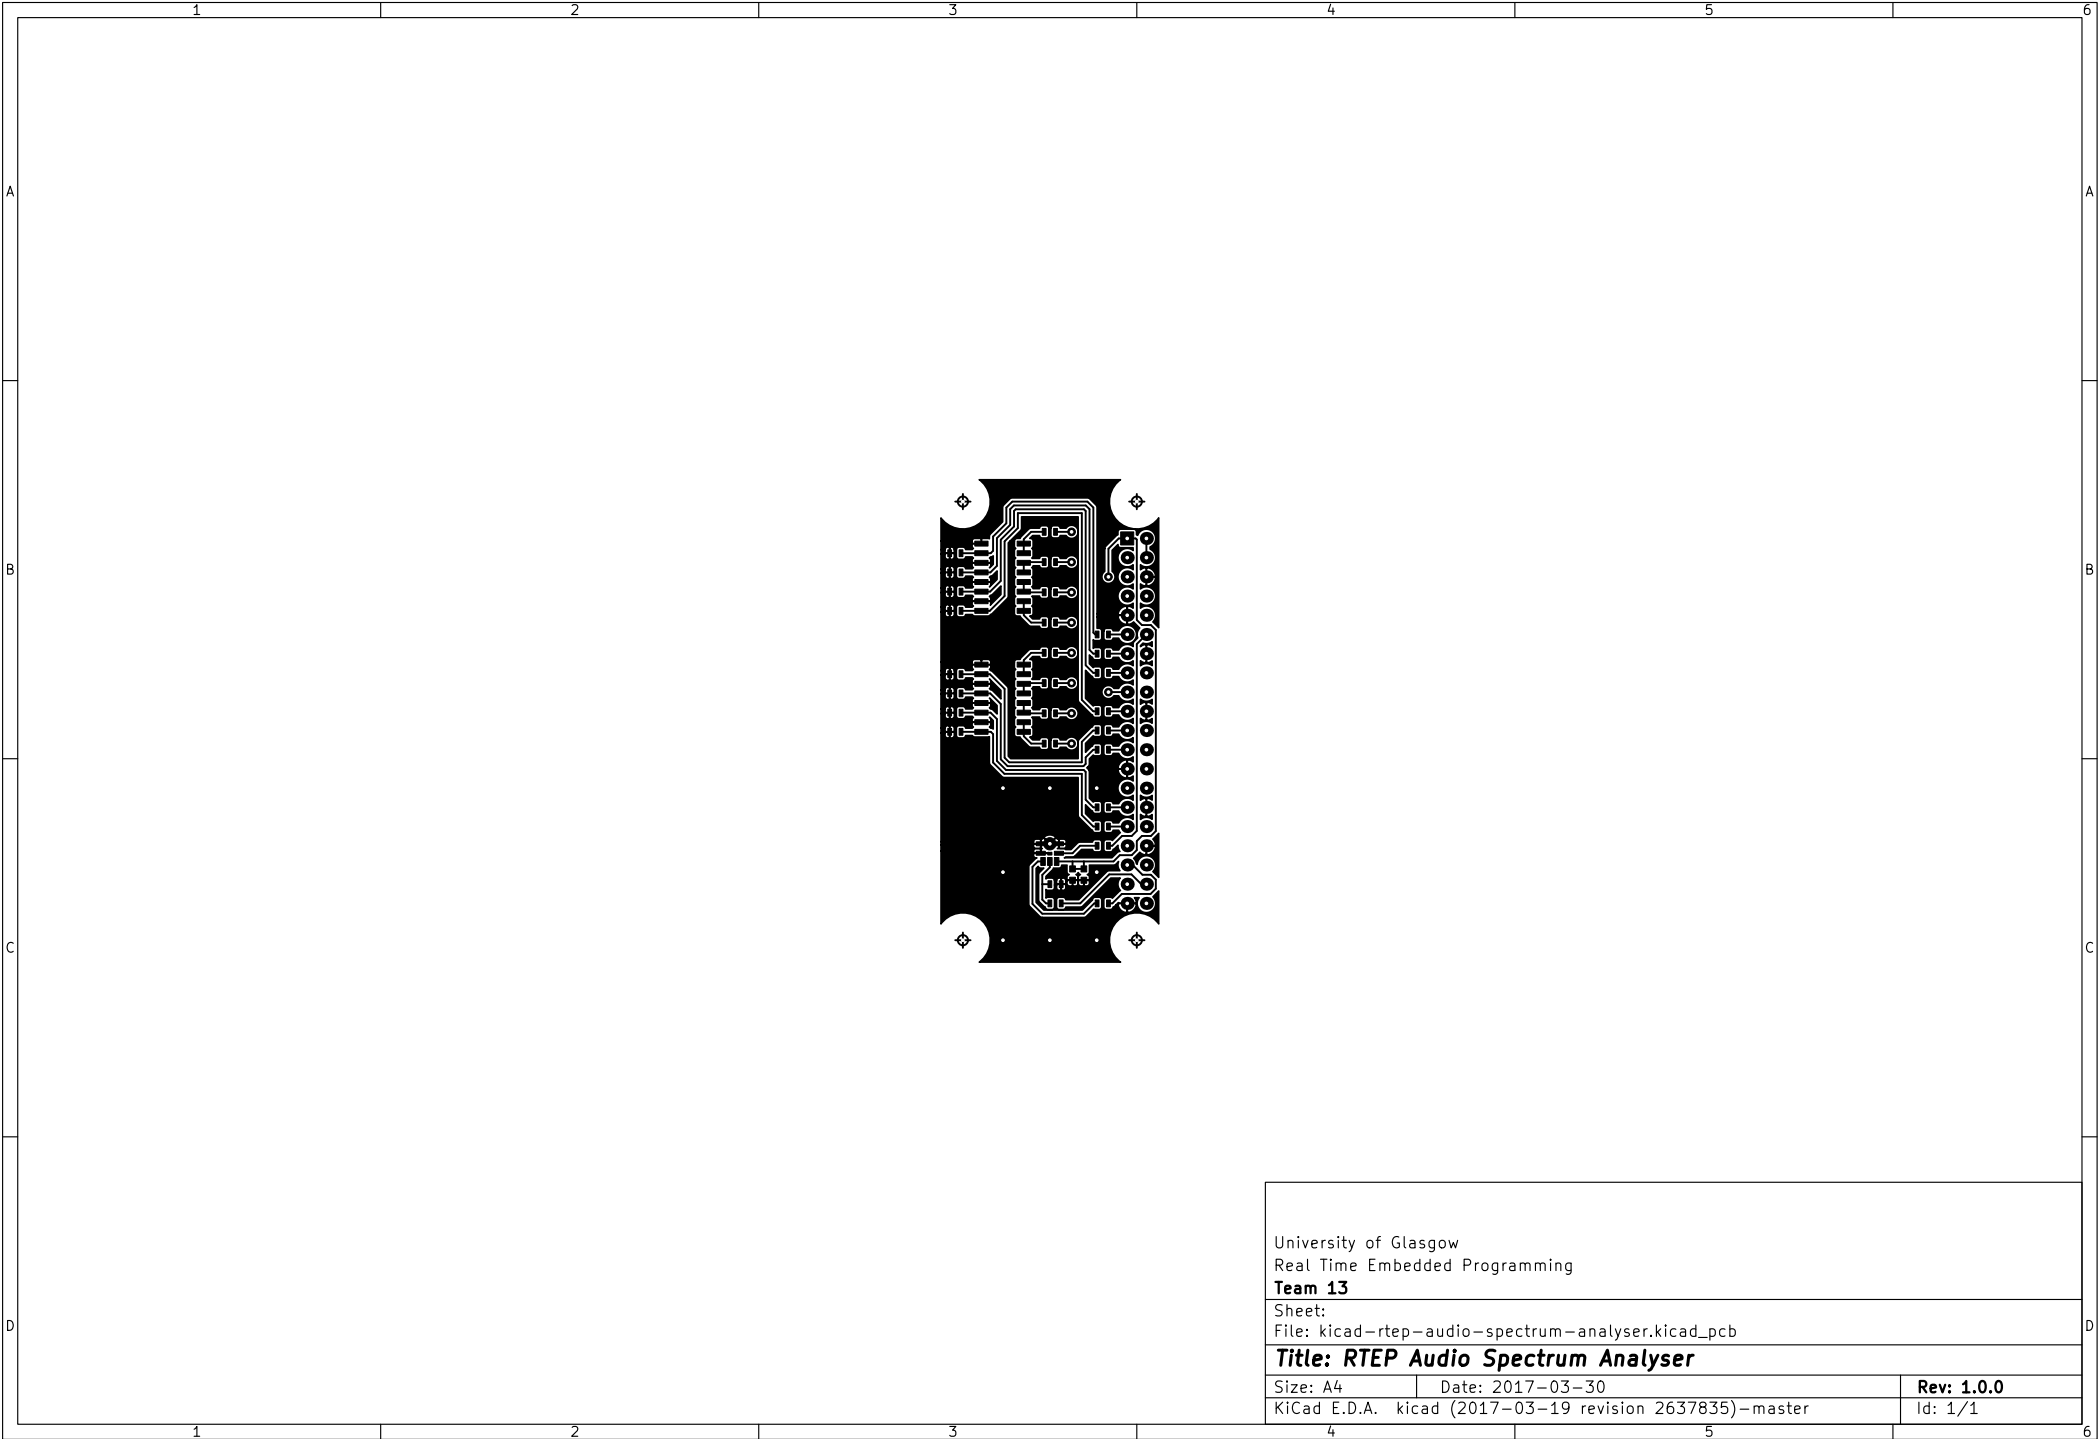 1 2 3 4 5 6
A A
B B
C C
D D
University of Glasgow
Real Time Embedded Programming
Team 13
Sheet:
File: kicad-rtep-audio-spectrum-analyser.kicad_pcb
Title: RTEP Audio Spectrum Analyser
Size: A4 Date: 2017-03-30 Rev: 1.0.0
KiCad E.D.A. kicad (2017-03-19 revision 2637835)-master Id: 1/1
1 2 3 4 5 6